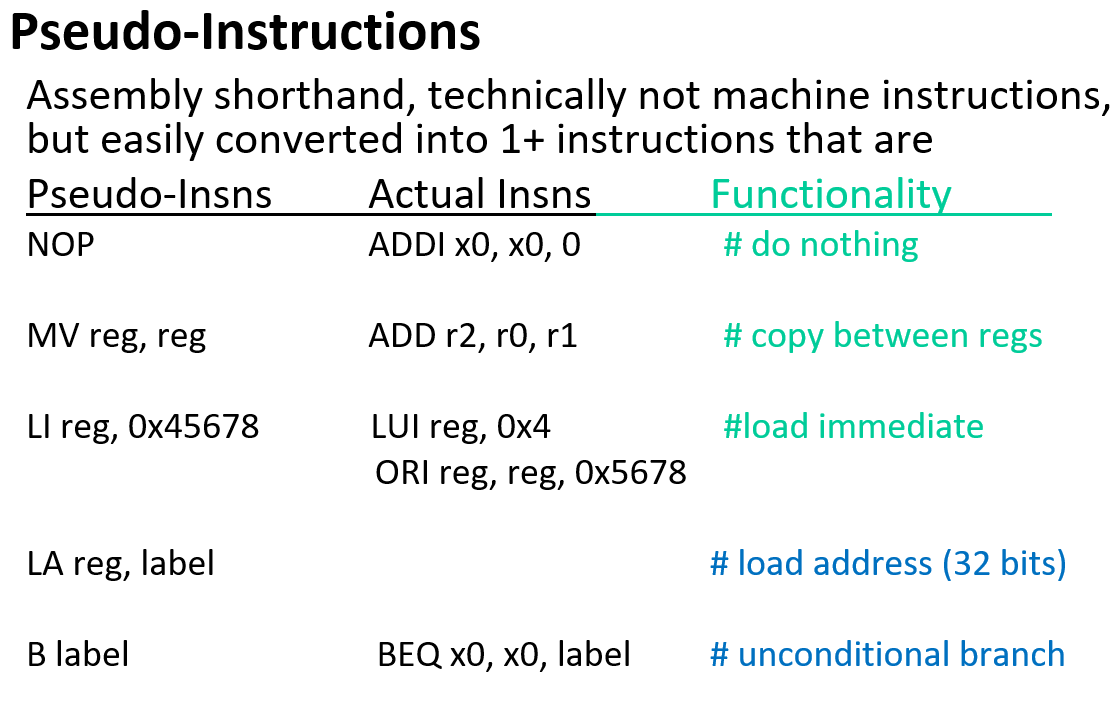 Pseudo-Instructions
Assembly shorthand, technically not machine instructions,
but easily converted into 1+ instructions that are
Pseudo-Insns Actual Insns Functionality
NOP ADDI x0, x0, 0 # do nothing
MV reg, reg ADD r2, r0, r1 # copy between regs
LI reg, 0x45678 LUI reg, 0x4 #load immediate
ORI reg, reg, 0x5678
LA reg, label # load address (32 bits)
B label BEQ x0, x0, label # unconditional branch